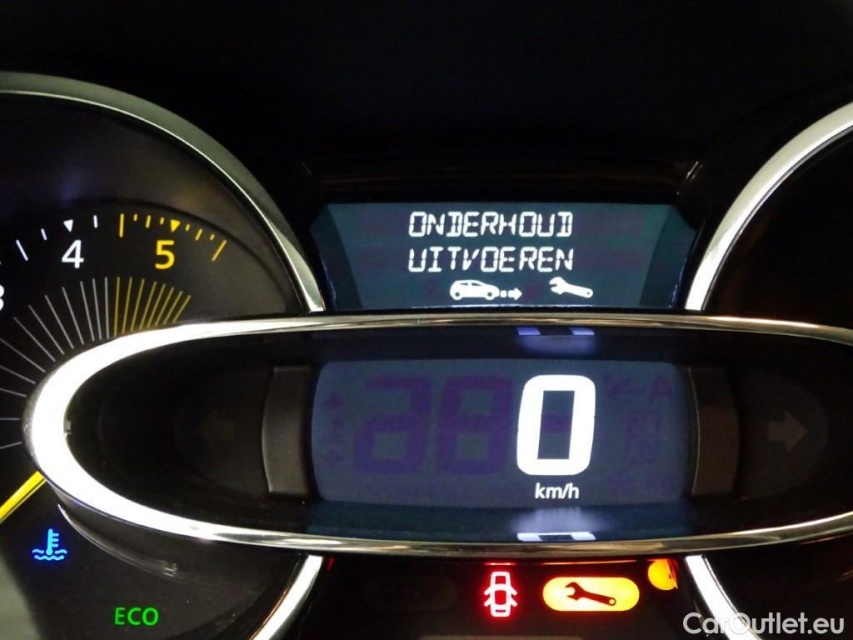 ONDERHOUD
UITVOEREN
4
5
0
km/h
ECO
CarOutlet.eu